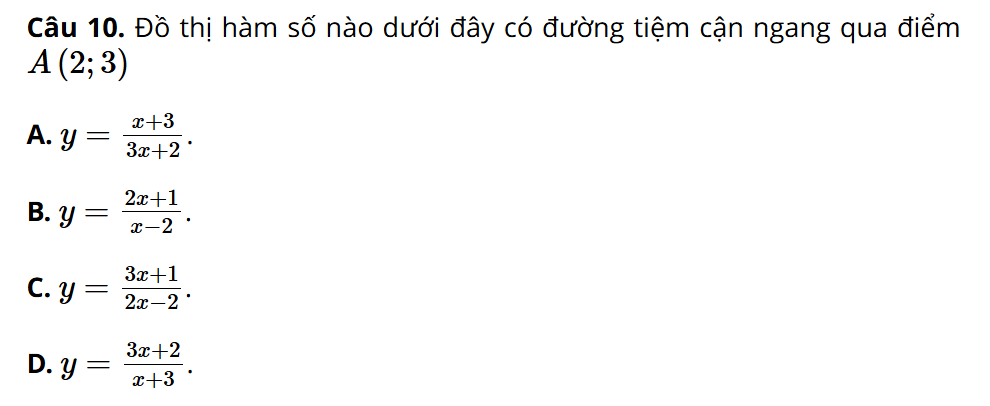 Câu 10. Đồ thị hàm số nào dưới đây có đường tiệm cận ngang qua điểm
A (2; 3)
A. y = \frac{x+3}{3x+2}.
B. y = \frac{2x+1}{x-2}.
C. y = \frac{3x+1}{2x-2}.
D. y = \frac{3x+2}{x+3}.